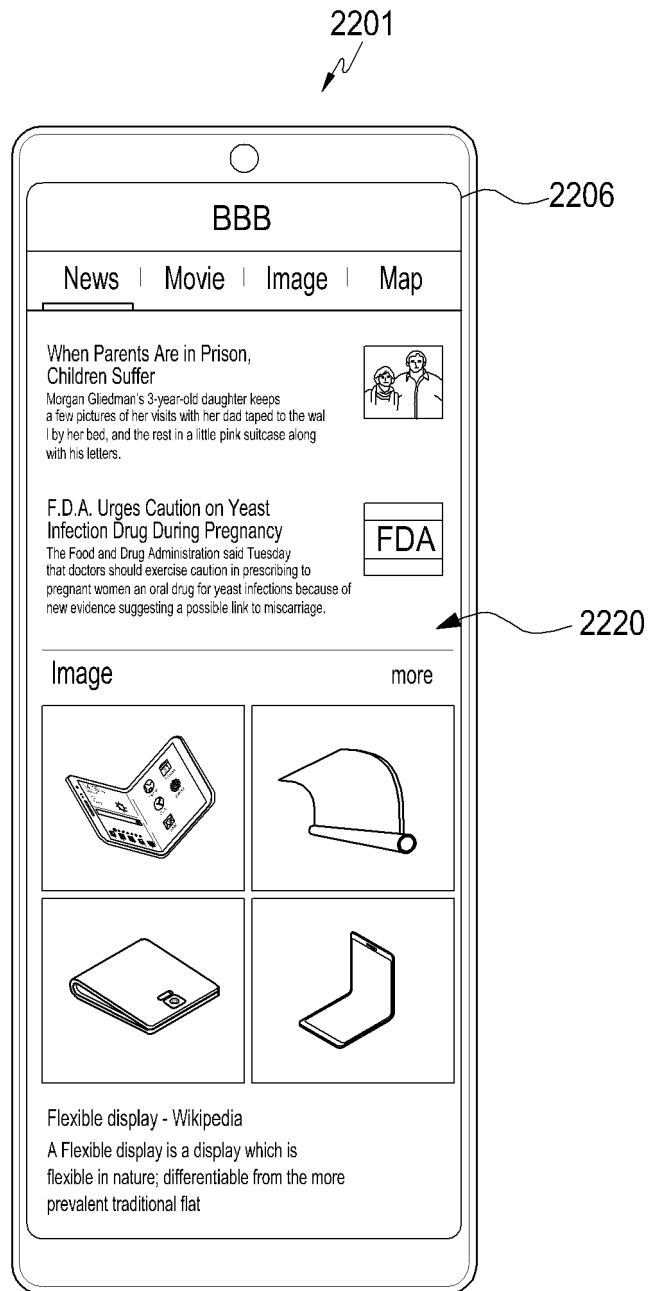 2201
2206
BBB
News | Movie | Image | Map
When Parents Are in Prison,
Children Suffer
Morgan Gliedman's 3-year-old daughter keeps
a few pictures of her visits with her dad taped to the wal
l by her bed, and the rest in a little pink suitcase along
with his letters.
F.D.A. Urges Caution on Yeast
Infection Drug During Pregnancy
FDA
The Food and Drug Administration said Tuesday
that doctors should exercise caution in prescribing to
pregnant women an oral drug for yeast infections because of
new evidence suggesting a possible link to miscarriage.
2220
Image more
Flexible display - Wikipedia
A Flexible display is a display which is
flexible in nature; differentiable from the more
prevalent traditional flat